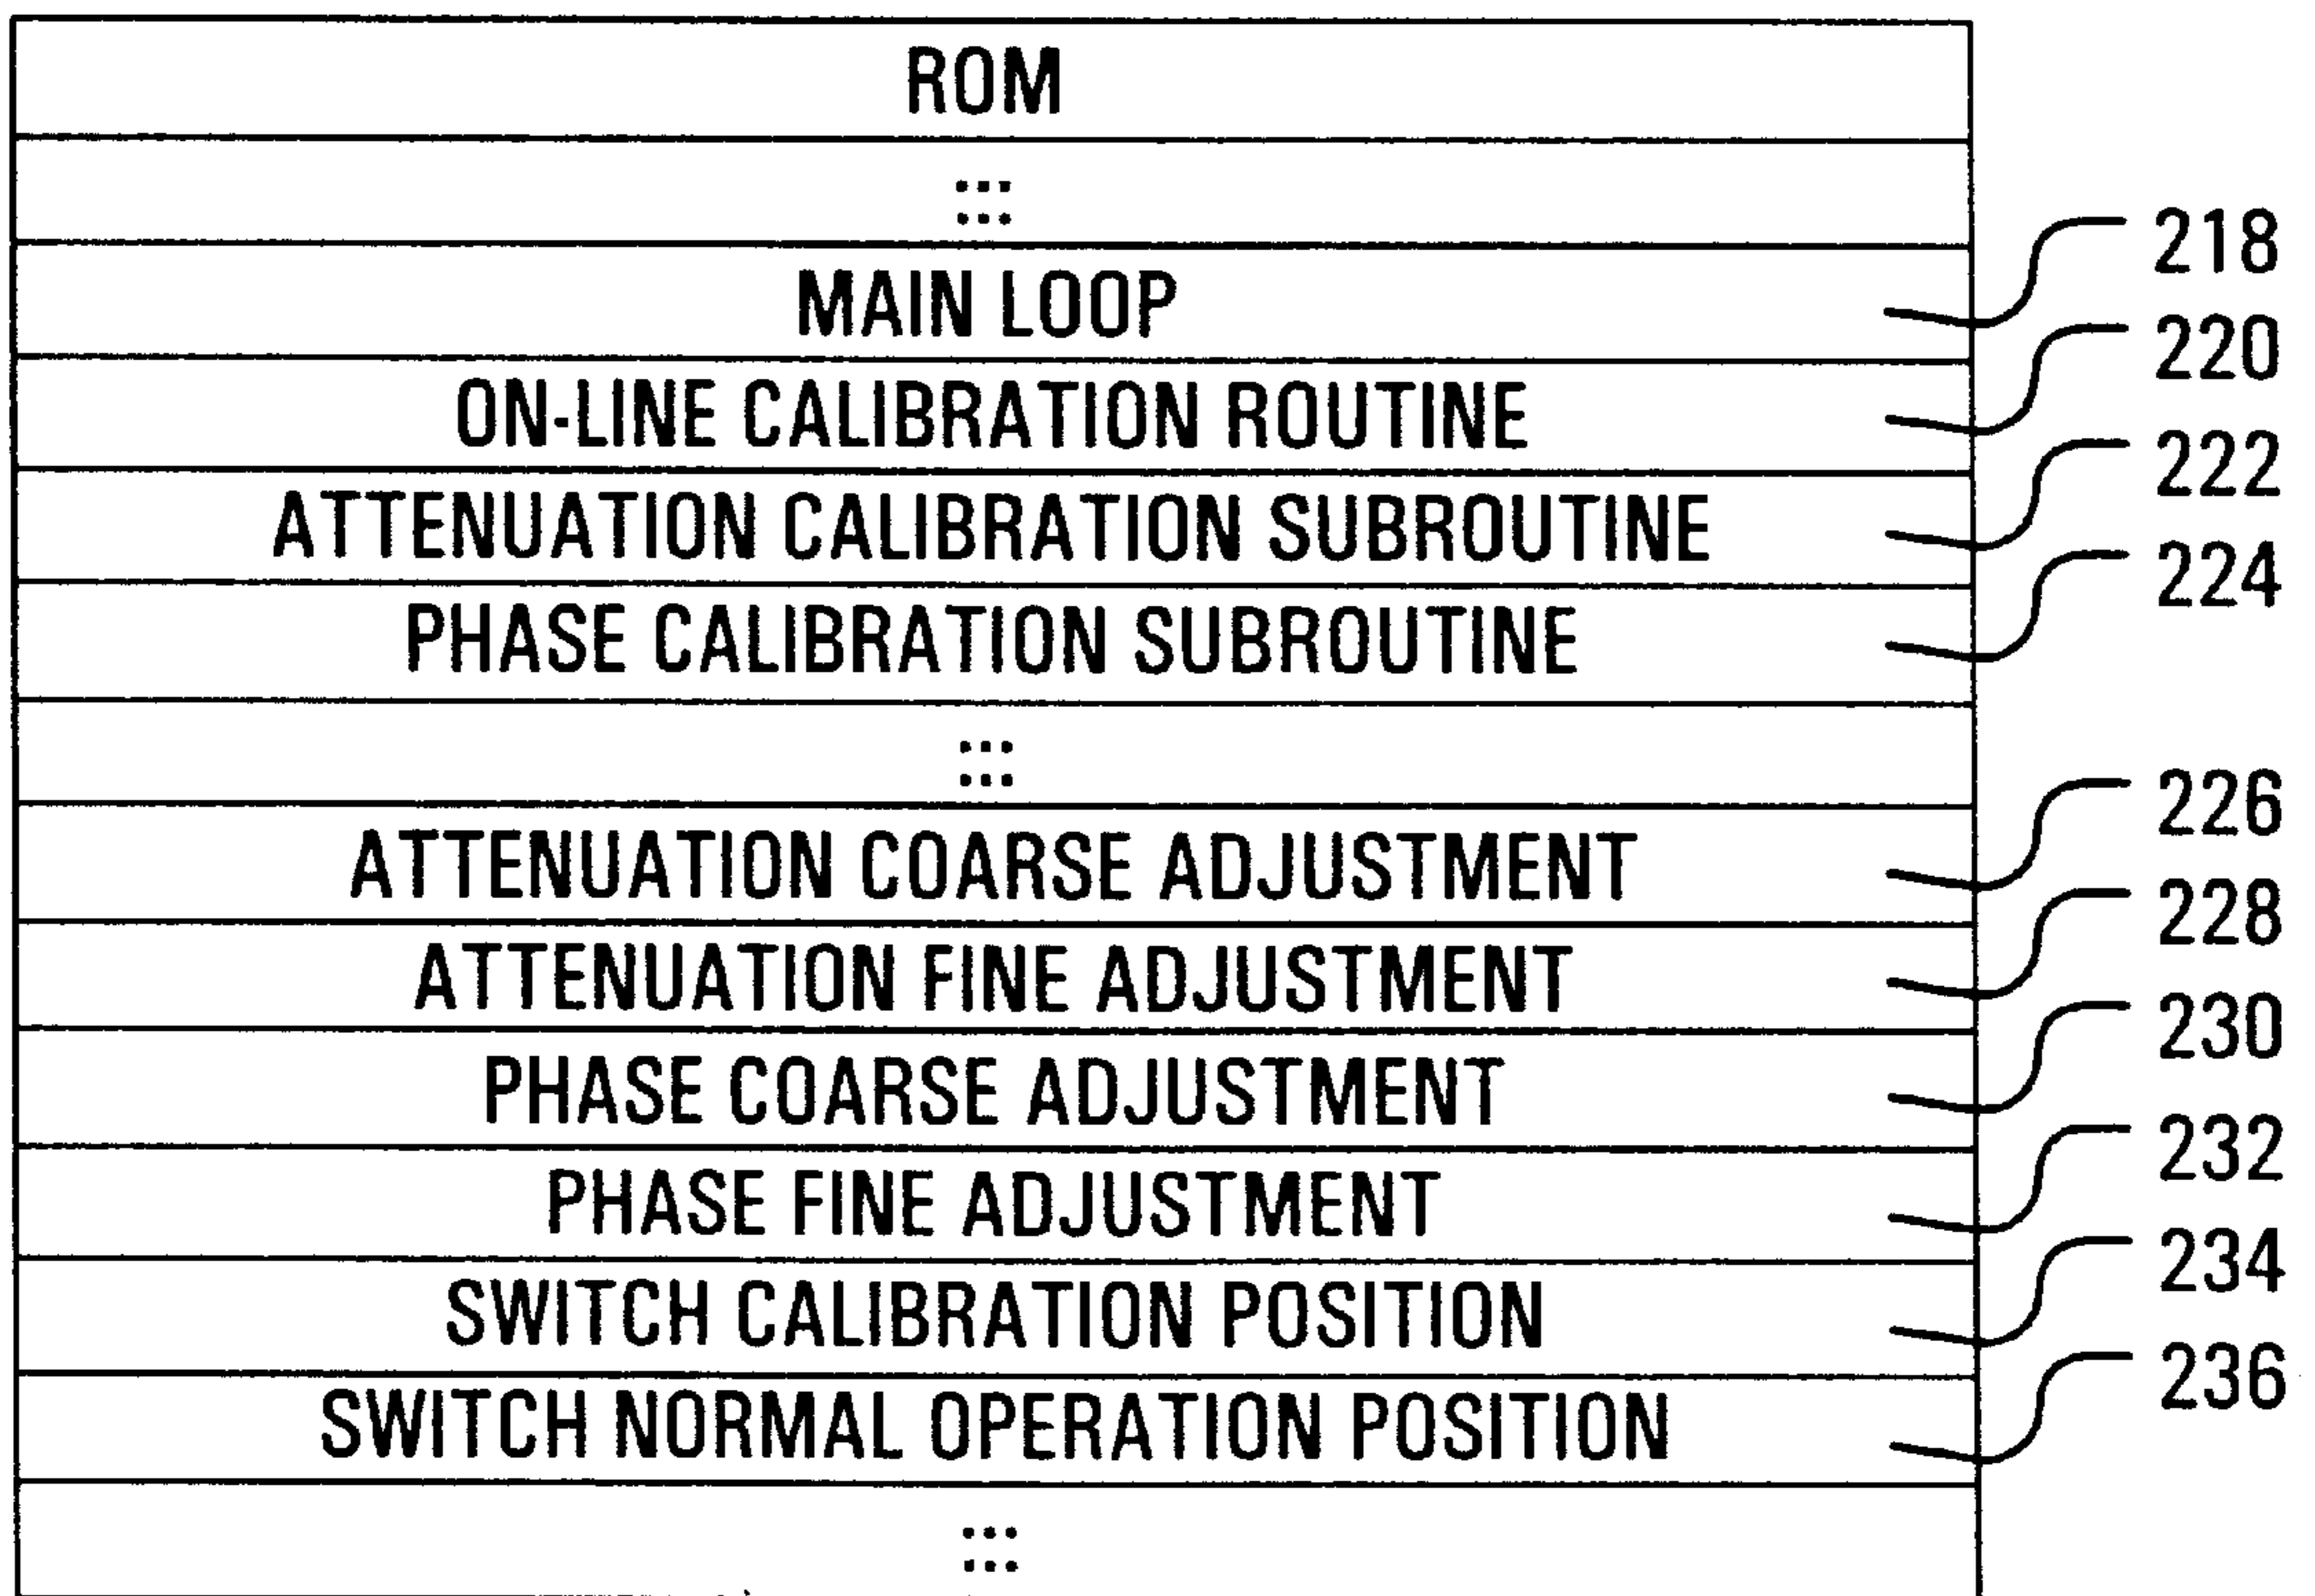 ROM
:::
218
MAIN LOOP
220
ON-LINE CALIBRATION ROUTINE
222
ATTENUATION CALIBRATION SUBROUTINE
224
PHASE CALIBRATION SUBROUTINE
:::
226
ATTENUATION COARSE ADJUSTMENT
228
ATTENUATION FINE ADJUSTMENT
230
PHASE COARSE ADJUSTMENT
232
PHASE FINE ADJUSTMENT
234
SWITCH CALIBRATION POSITION
236
SWITCH NORMAL OPERATION POSITION
:::